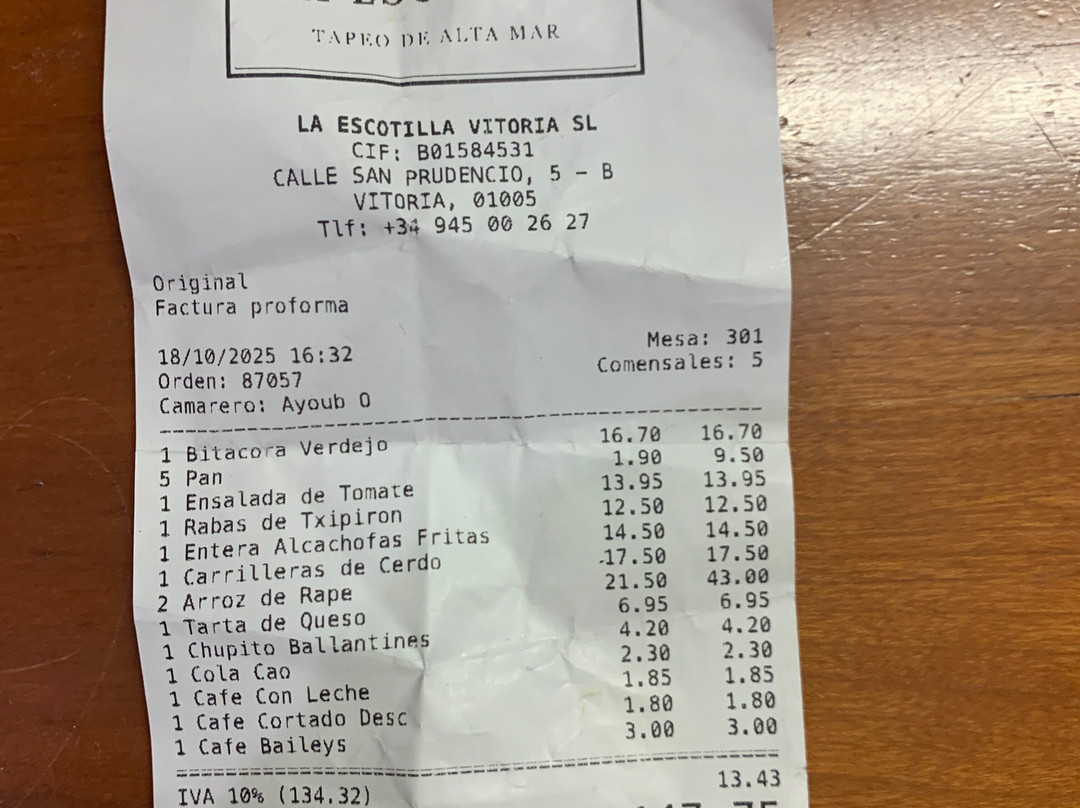 TAPEO DE ALTA MAR
LA ESCOTILLA VITORIA SL
CIF: B01584531
CALLE SAN PRUDENCIO, 5 - B
VITORIA, 01005
Tlf: +34 945 00 26 27
Original
Factura proforma
Mesa: 301
18/10/2025 16:32
Comensales: 5
Orden: 87057
Camarero: Ayoub O
1 Bitacora Verdejo 16.70 16.70
5 Pan 1.90 9.50
1 Ensalada de Tomate 13.95 13.95
1 Rabas de Txipiron 12.50 12.50
1 Entera Alcachofas Fritas 14.50 14.50
1 Carrilleras de Cerdo 17.50 17.50
2 Arroz de Rape 21.50 43.00
1 Tarta de Queso 6.95 6.95
1 Chupito Ballantines 4.20 4.20
1 Cola Cao 2.30 2.30
1 Cafe Con Leche 1.85 1.85
1 Cafe Cortado Desc 1.80 1.80
1 Cafe Baileys 3.00 3.00
IVA 10% (134.32) 13.43